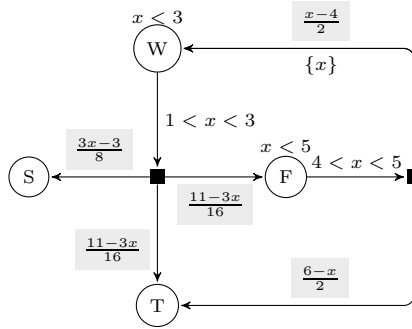 x < 3
x−4/2
W
{x}
1 < x < 3
3x−3/8
x < 5
4 < x < 5
S
F
11−3x/16
11−3x/16
6−x/2
T